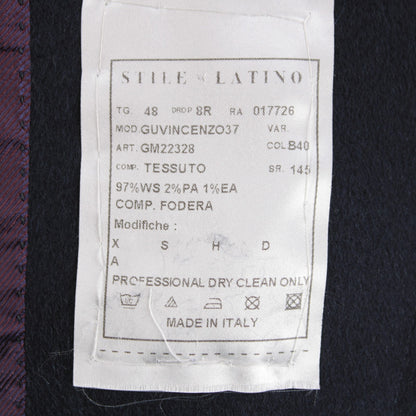 STILE LATINO
TG. 48 DROP 8R RA 017726
MOD. GUVINCENZO37 VAR.
ART. GM22328 COL B40
COMP. TESSUTO SR. 145
97%WS 2%PA 1%EA
COMP. FODERA
Modifiche :
X S H D
A
PROFESSIONAL DRY CLEAN ONLY
MADE IN ITALY